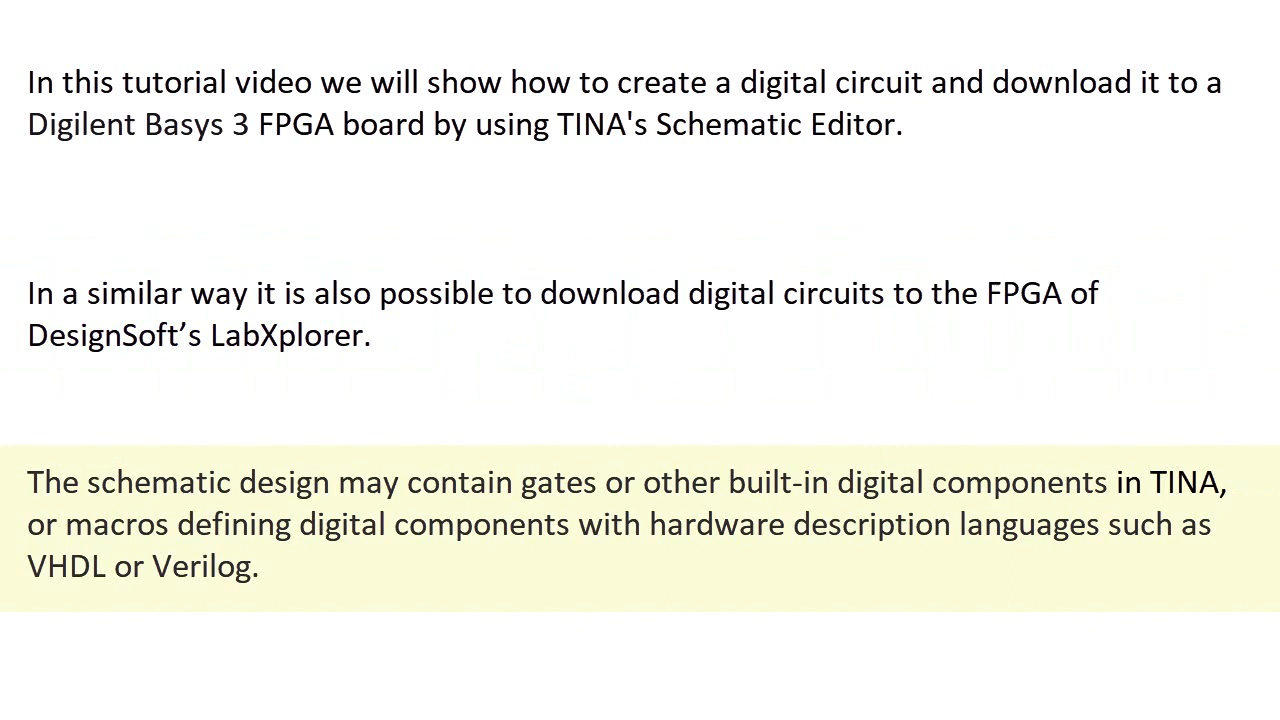 In this tutorial video we will show how to create a digital circuit and download it to a
Digilent Basys 3 FPGA board by using TINA's Schematic Editor.
In a similar way it is also possible to download digital circuits to the FPGA of
DesignSoft’s LabXplorer.
The schematic design may contain gates or other built-in digital components in TINA,
or macros defining digital components with hardware description languages such as
VHDL or Verilog.